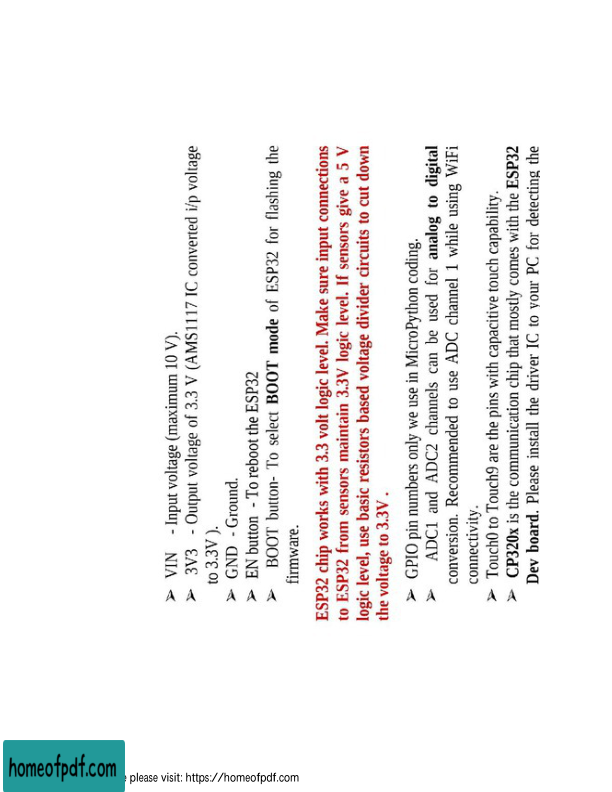 ➢ VIN - Input voltage (maximum 10 V).
➢ 3V3 - Output voltage of 3.3 V (AMS1117 IC converted i/p voltage
to 3.3V ).
➢ GND - Ground.
➢ EN button - To reboot the ESP32
➢ BOOT button- To select BOOT mode of ESP32 for flashing the
firmware.
ESP32 chip works with 3.3 volt logic level. Make sure input connections
to ESP32 from sensors maintain 3.3V logic level. If sensors give a 5 V
logic level, use basic resistors based voltage divider circuits to cut down
the voltage to 3.3V .
➢ GPIO pin numbers only we use in MicroPython coding.
➢ ADC1 and ADC2 channels can be used for analog to digital
conversion. Recommended to use ADC channel 1 while using WiFi
connectivity.
➢ Touch0 to Touch9 are the pins with capacitive touch capability.
➢ CP320x is the communication chip that mostly comes with the ESP32
Dev board. Please install the driver IC to your PC for detecting the
homeofpdf.com
please visit: https://homeofpdf.com